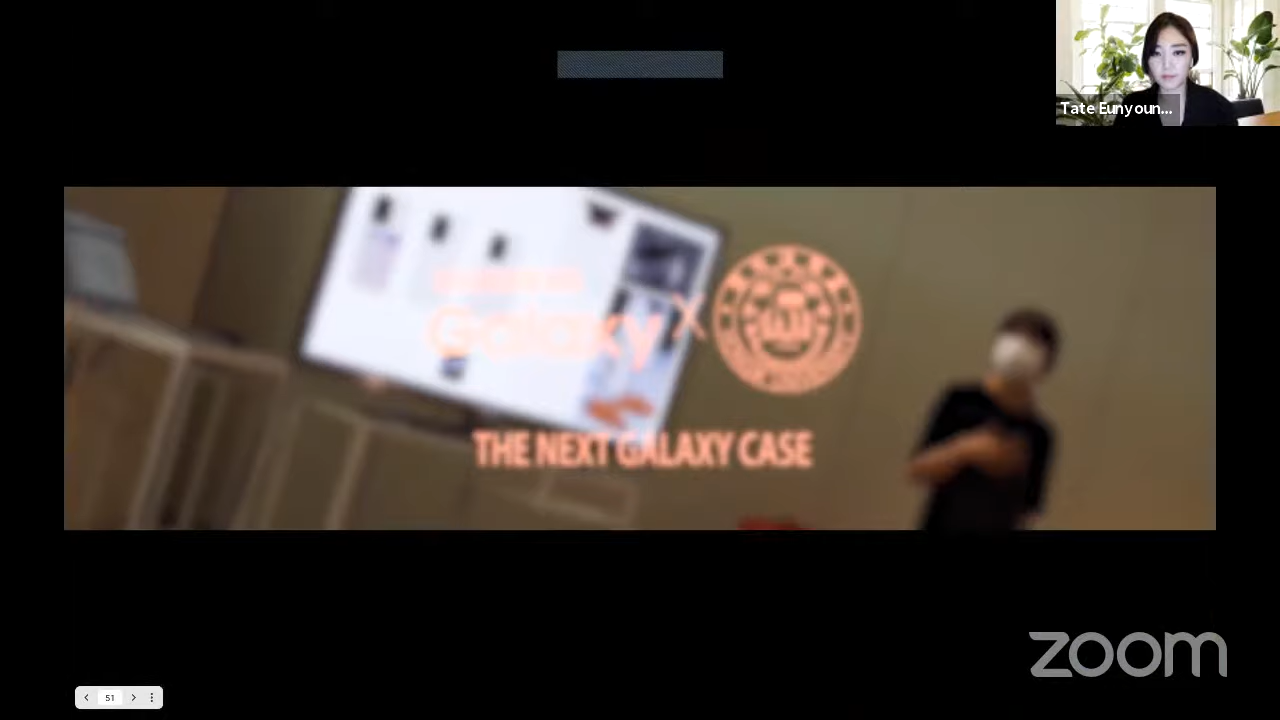 Tate Eunyoun...
Galaxy X
THE NEXT GALAXY CASE
zoom
51